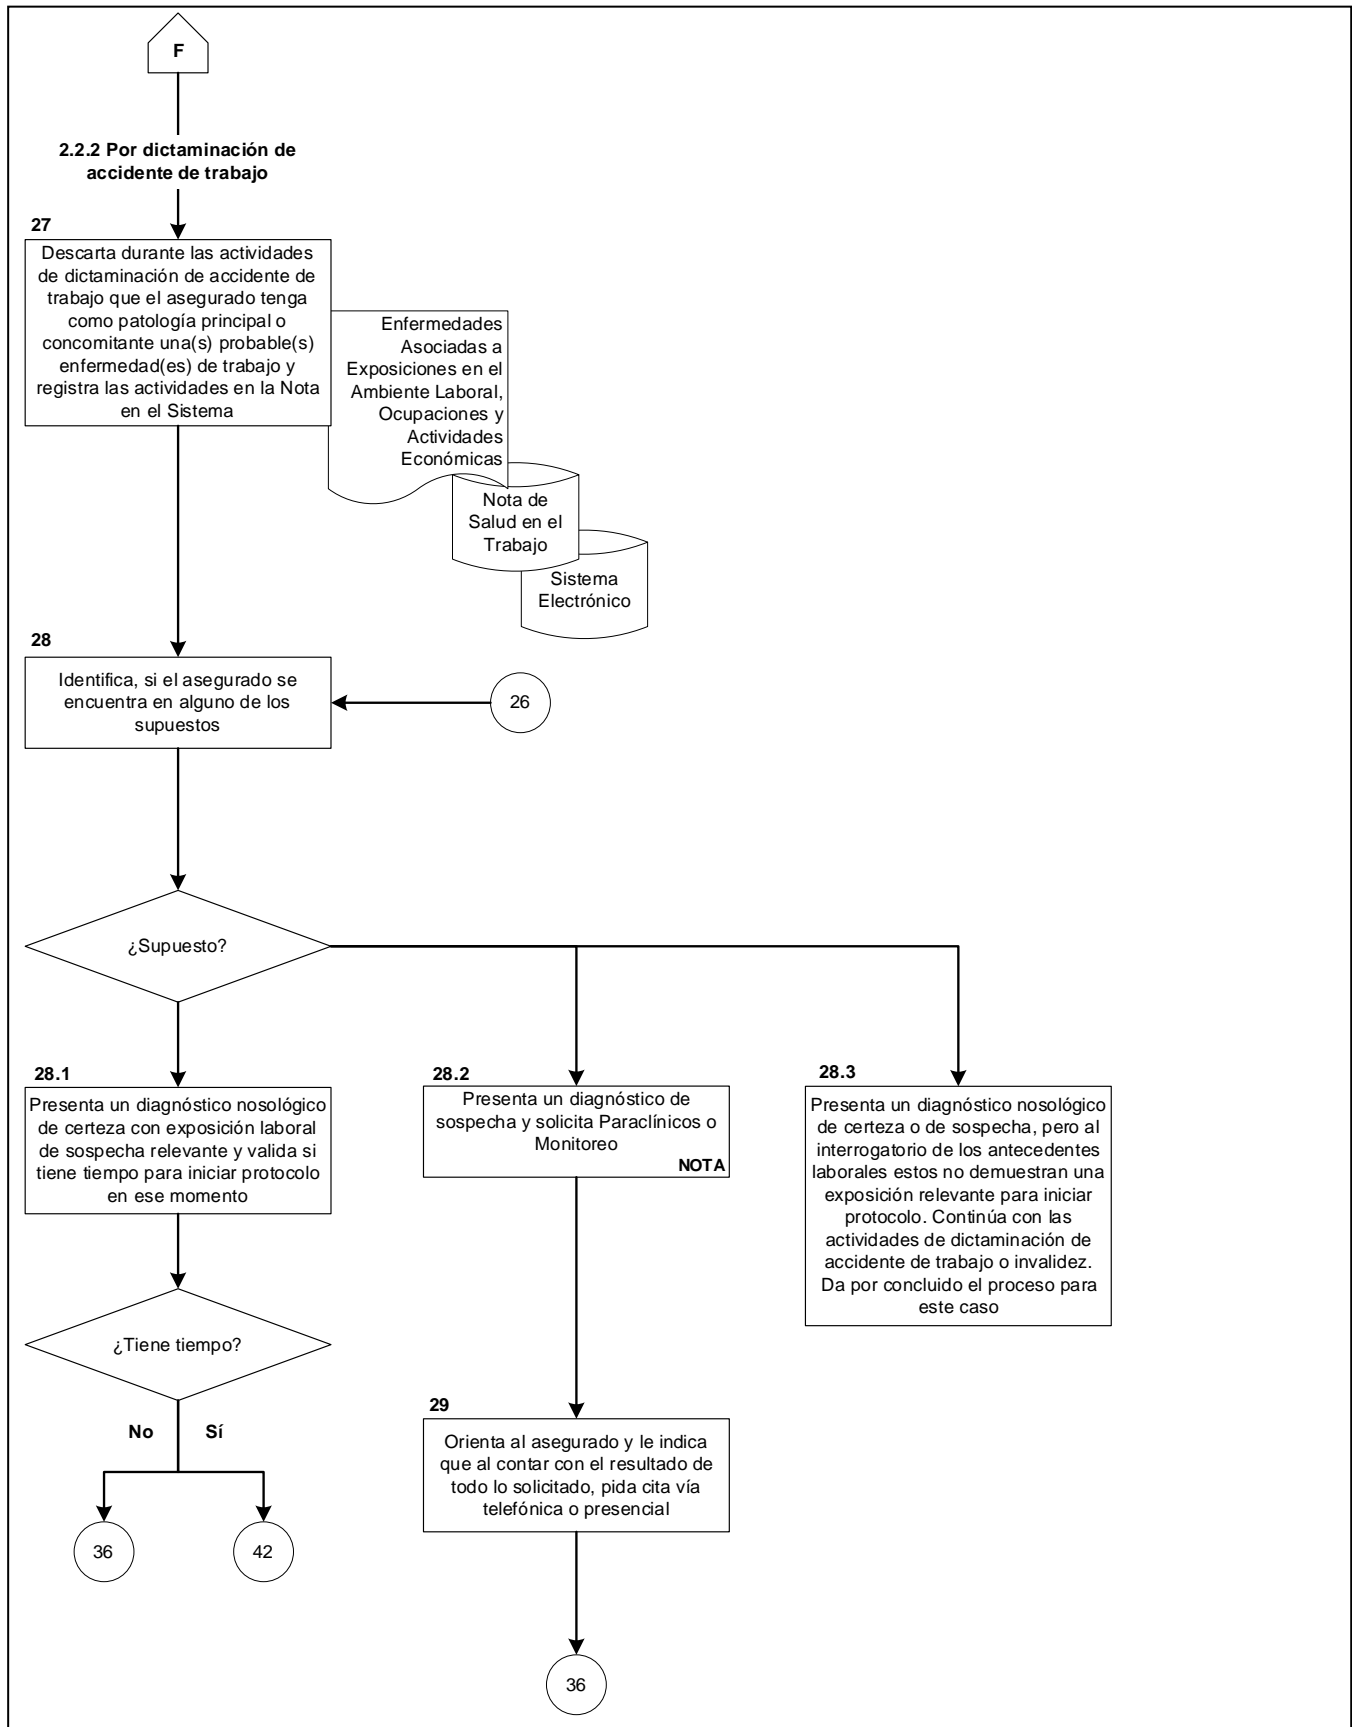 F
2.2.2 Por dictaminación de
accidente de trabajo
27
Descarta durante las actividades
de dictaminación de accidente de
trabajo que el asegurado tenga
como patología principal o
concomitante una(s) probable(s)
enfermedad(es) de trabajo y
registra las actividades en la Nota
en el Sistema
Enfermedades
Asociadas a
Exposiciones en el
Ambiente Laboral,
Ocupaciones y
Actividades
Económicas
Nota de
Salud en el
Trabajo
Sistema
Electrónico
28
Identifica, si el asegurado se
encuentra en alguno de los
supuestos
26
¿Supuesto?
28.1
Presenta un diagnóstico nosológico
de certeza con exposición laboral
de sospecha relevante y valida si
tiene tiempo para iniciar protocolo
en ese momento
28.2
Presenta un diagnóstico de
sospecha y solicita Paraclínicos o
Monitoreo
NOTA
28.3
Presenta un diagnóstico nosológico
de certeza o de sospecha, pero al
interrogatorio de los antecedentes
laborales estos no demuestran una
exposición relevante para iniciar
protocolo. Continúa con las
actividades de dictaminación de
accidente de trabajo o invalidez.
Da por concluido el proceso para
este caso
¿Tiene tiempo?
No
Sí
36
42
29
Orienta al asegurado y le indica
que al contar con el resultado de
todo lo solicitado, pida cita vía
telefónica o presencial
36